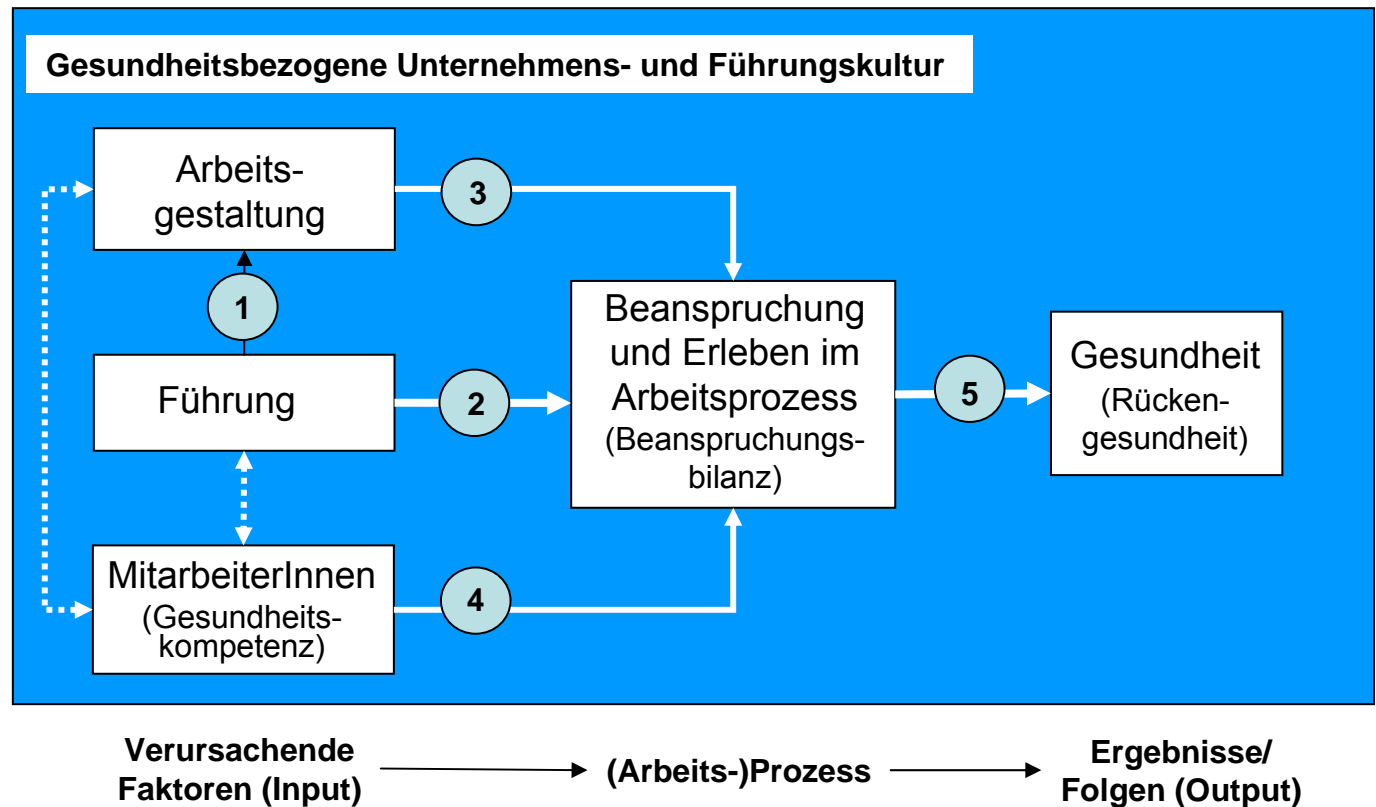 Gesundheitsbezogene Unternehmens- und Führungskultur
Arbeits-
gestaltung
3
1
Führung
2
Beanspruchung
und Erleben im
Arbeitsprozess
(Beanspruchungs-
bilanz)
5
Gesundheit
(Rücken-
gesundheit)
MitarbeiterInnen
(Gesundheits-
kompetenz)
4
Verursachende
Faktoren (Input)
(Arbeits-)Prozess
Ergebnisse/
Folgen (Output)